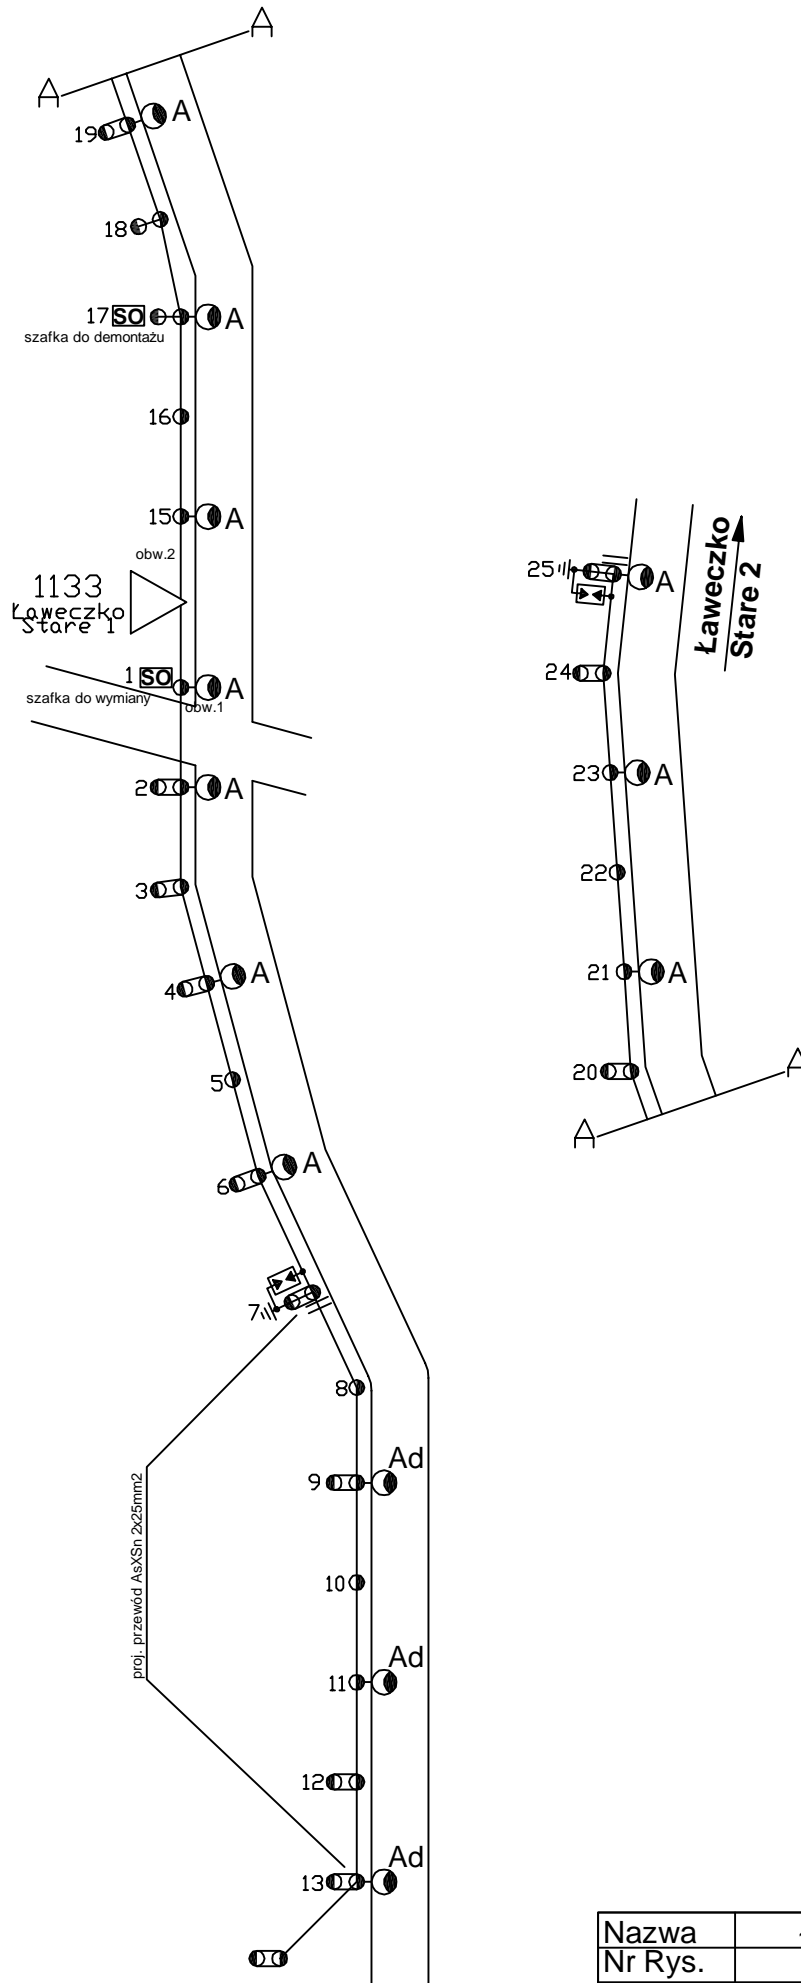 A
A
19
A
18
17 SO
A
szafka do demontażu
16
15
A
obw.2
1133
Ławeczko
Stare 1
1 SO
A
szafka do wymiany
obw.1
2
A
3
4
A
5
6
A
7
8
9
Ad
10
11
Ad
12
13
Ad
proj. przewód AsXSn 2x25mm2
25
A
Ławeczko
Stare 2
24
23
A
22
21
A
20
A
A
Nazwa
Nr Rys.